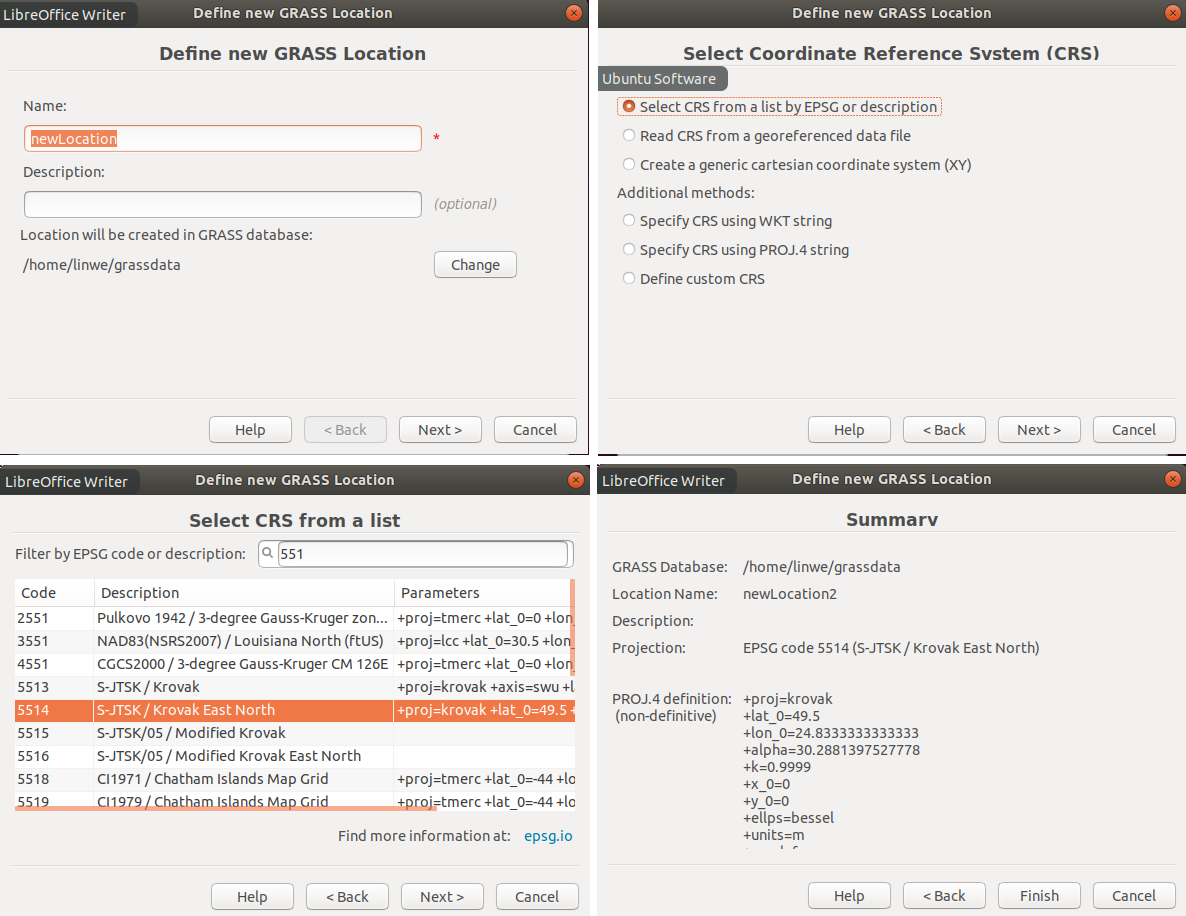 LibreOffice Writer
Define new GRASS Location
Define new GRASS Location
Name:
newLocation
*
Description:
(optional)
Location will be created in GRASS database:
/home/linwe/grassdata
Change
Help
< Back
Next >
Cancel
Define new GRASS Location
Select Coordinate Reference System (CRS)
Ubuntu Software
Select CRS from a list by EPSG or description
Read CRS from a georeferenced data file
Create a generic cartesian coordinate system (XY)
Additional methods:
Specify CRS using WKT string
Specify CRS using PROJ.4 string
Define custom CRS
Help
< Back
Next >
Cancel
LibreOffice Writer
Define new GRASS Location
Select CRS from a list
Filter by EPSG code or description:
551
Code Description Parameters
2551 Pulkovo 1942 / 3-degree Gauss-Kruger zon... +proj=tmerc +lat_0=0 +lon_
3551 NAD83(NSRS2007) / Louisiana North (ftUS) +proj=lcc +lat_0=30.5 +lon_
4551 CGCS2000 / 3-degree Gauss-Kruger CM 126E +proj=tmerc +lat_0=0 +lon_
5513 S-JTSK / Krovak +proj=krovak +axis=swu +l
5514 S-JTSK / Krovak East North +proj=krovak +lat_0=49.5 +
5515 S-JTSK/05 / Modified Krovak
5516 S-JTSK/05 / Modified Krovak East North
5518 CI1971 / Chatham Islands Map Grid +proj=tmerc +lat_0=-44 +lo
5519 CI1979 / Chatham Islands Map Grid +proj=tmerc +lat_0=-44 +lo
Find more information at: epsg.io
Help
< Back
Next >
Cancel
LibreOffice Writer
Define new GRASS Location
Summary
GRASS Database: /home/linwe/grassdata
Location Name: newLocation2
Description:
Projection: EPSG code 5514 (S-JTSK / Krovak East North)
PROJ.4 definition: +proj=krovak
(non-definitive) +lat_0=49.5
+lon_0=24.8333333333333
+alpha=30.2881397527778
+k=0.9999
+x_0=0
+y_0=0
+ellps=bessel
+units=m
Help
< Back
Finish
Cancel